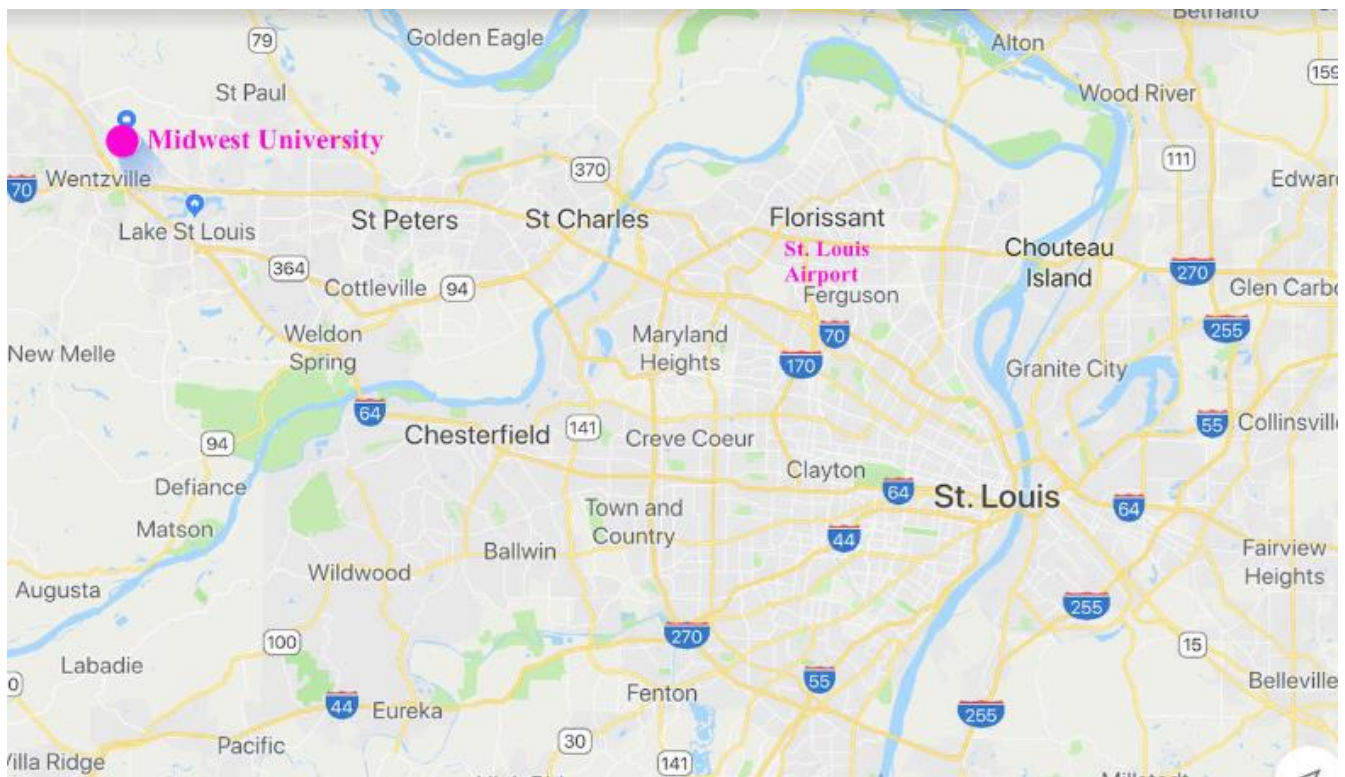 Bethalto
Golden Eagle
79
Alton
159
St Paul
Wood River
Midwest University
111
370
70
Wentzville
Edward
St Peters
St Charles
Florissant
Lake St Louis
St. Louis
Airport
Chouteau
Island
364
270
Cottleville
94
Ferguson
Glen Carbo
255
Weldon
Spring
Maryland
Heights
70
New Melle
170
Granite City
64
94
Chesterfield
141
Creve Coeur
55
Collinsvill
Clayton
Defiance
64
St. Louis
64
Town and
Country
Matson
44
Ballwin
Fairview
Heights
Wildwood
Augusta
255
270
100
15
Labadie
0
55
Belleville
Fenton
44
Eureka
255
Pacific
30
141
Villa Ridge